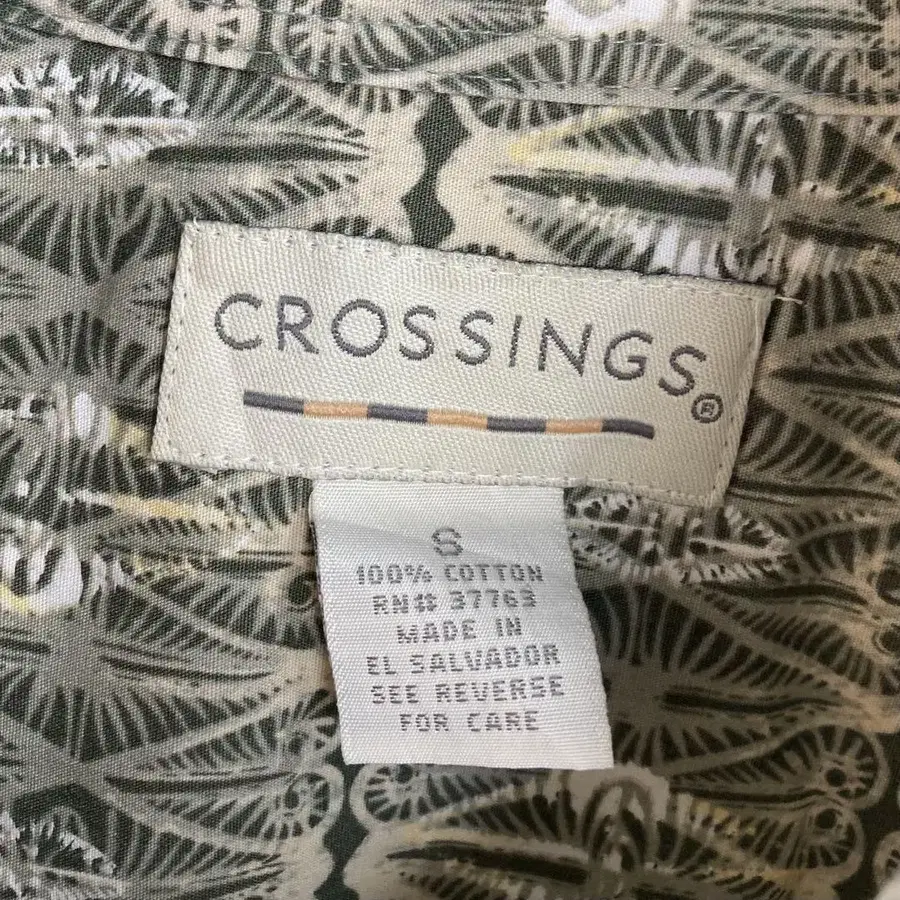 CROSSINGS®
S
100% COTTON
RN# 37763
MADE IN
EL SALVADOR
SEE REVERSE
FOR CARE